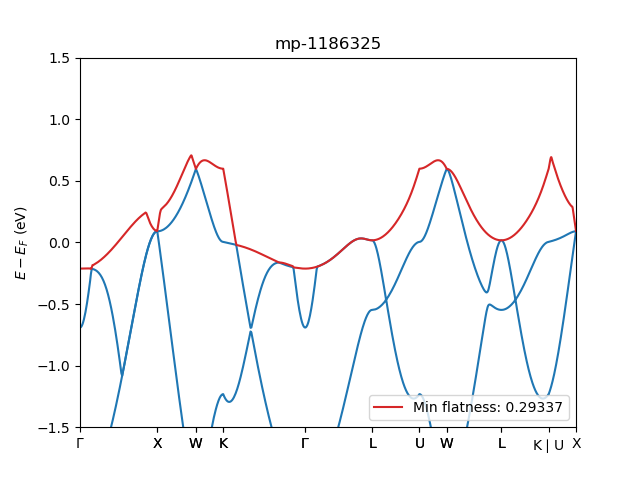 mp-1186325
1.5
1.0
0.5
0.0
−0.5
−1.0
−1.5
E − E_F (eV)
Γ X W K Γ L U W L K | U X
Min flatness: 0.29337